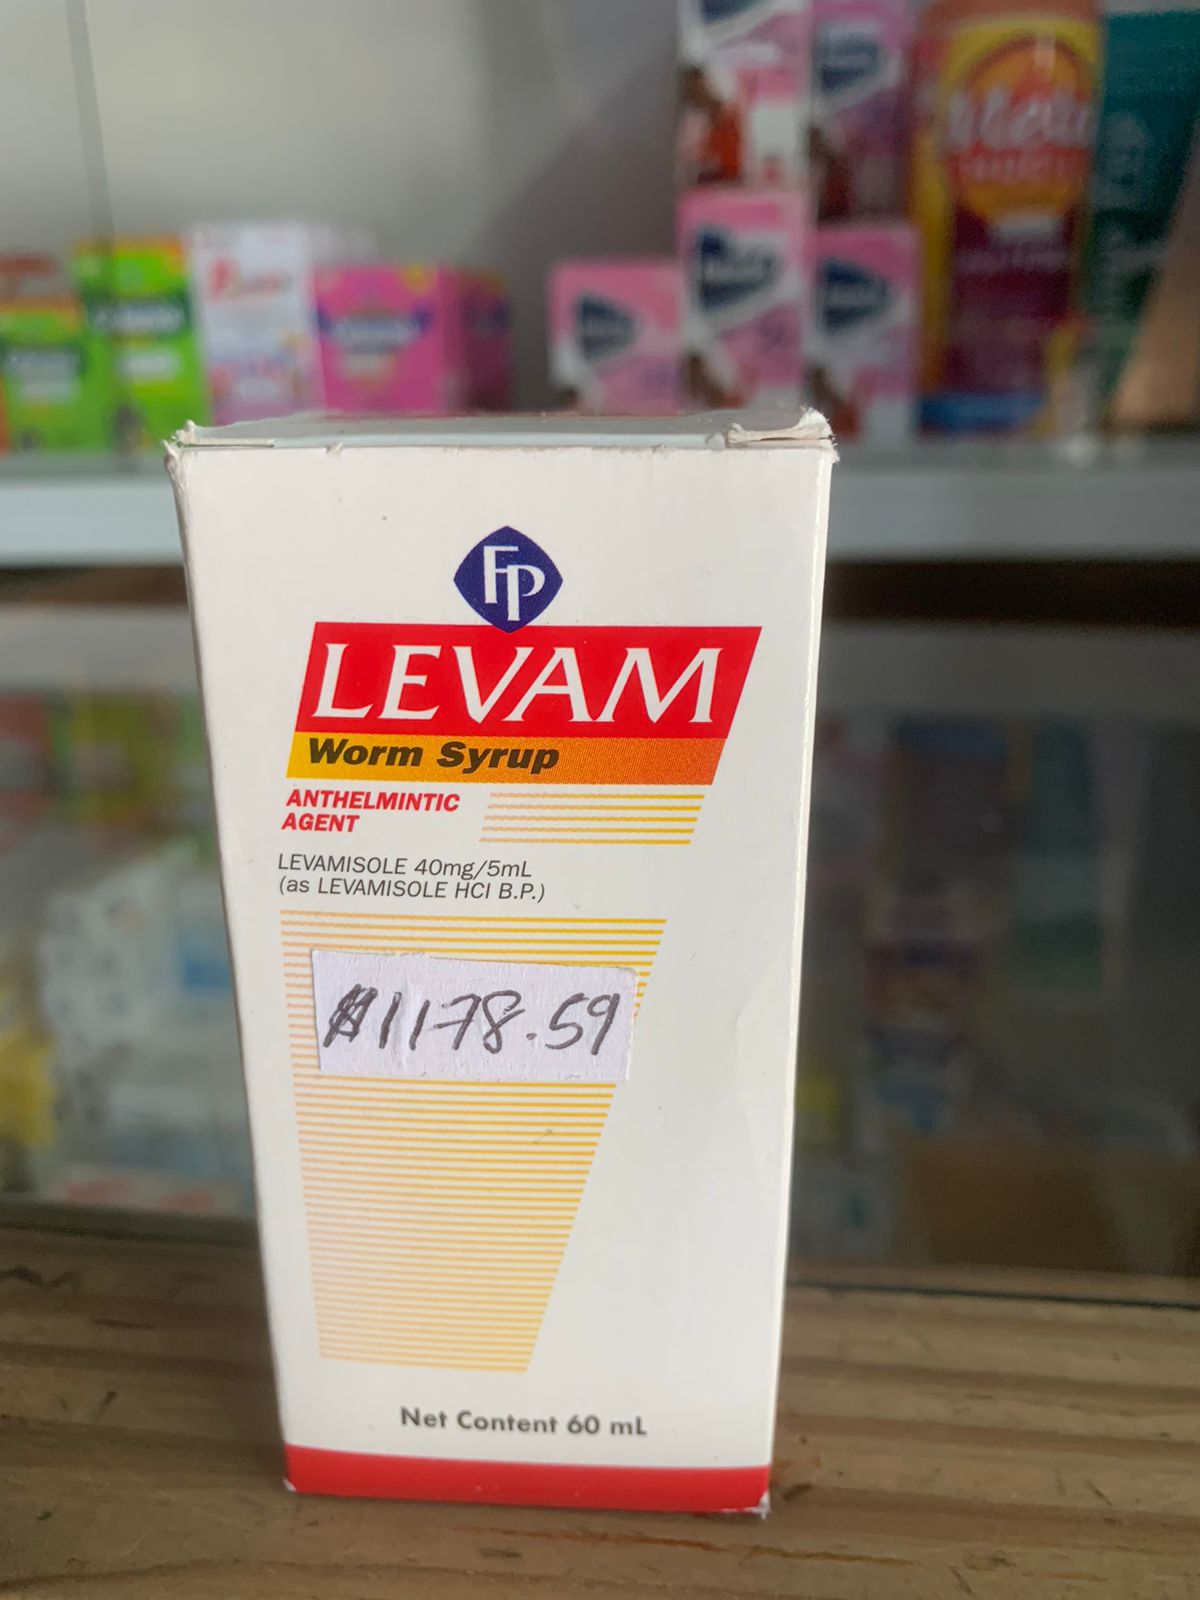 FP
LEVAM
Worm Syrup
ANTHELMINTIC
AGENT
LEVAMISOLE 40mg/5mL
(as LEVAMISOLE HCl B.P.)
$1178.59
Net Content 60 mL